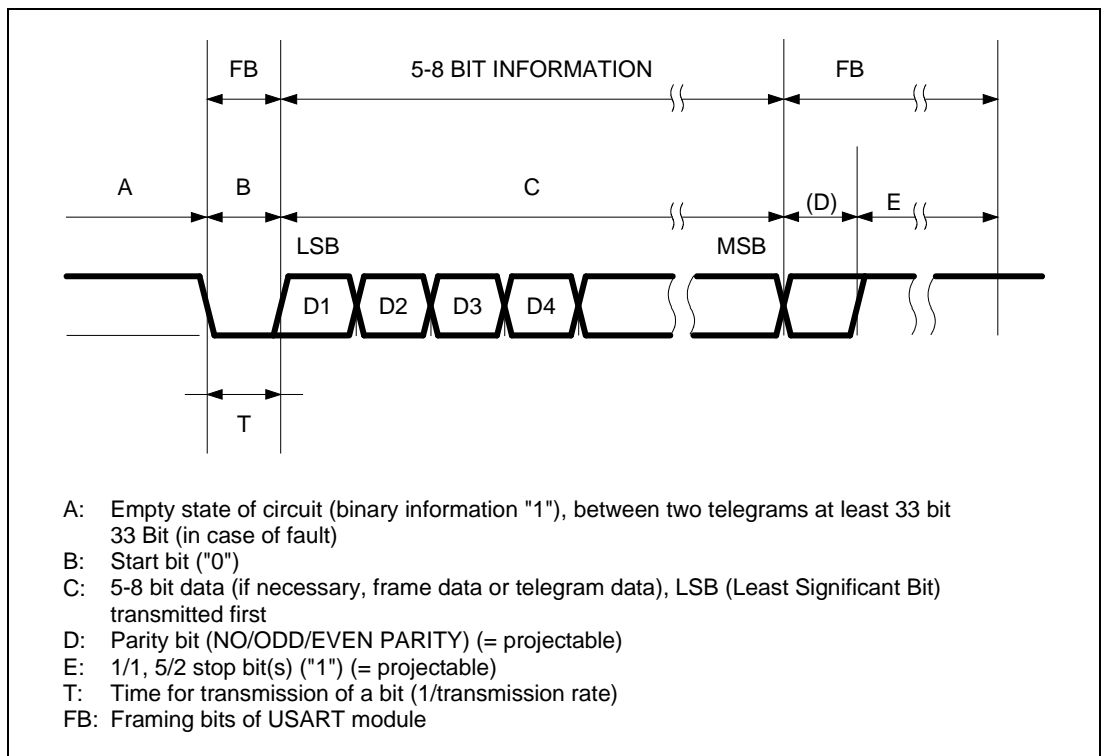 FB 5-8 BIT INFORMATION FB
A B C (D) E
LSB MSB
D1 D2 D3 D4
T
A: Empty state of circuit (binary information "1"), between two telegrams at least 33 bit
33 Bit (in case of fault)
B: Start bit ("0")
C: 5-8 bit data (if necessary, frame data or telegram data), LSB (Least Significant Bit)
transmitted first
D: Parity bit (NO/ODD/EVEN PARITY) (= projectable)
E: 1/1, 5/2 stop bit(s) ("1") (= projectable)
T: Time for transmission of a bit (1/transmission rate)
FB: Framing bits of USART module